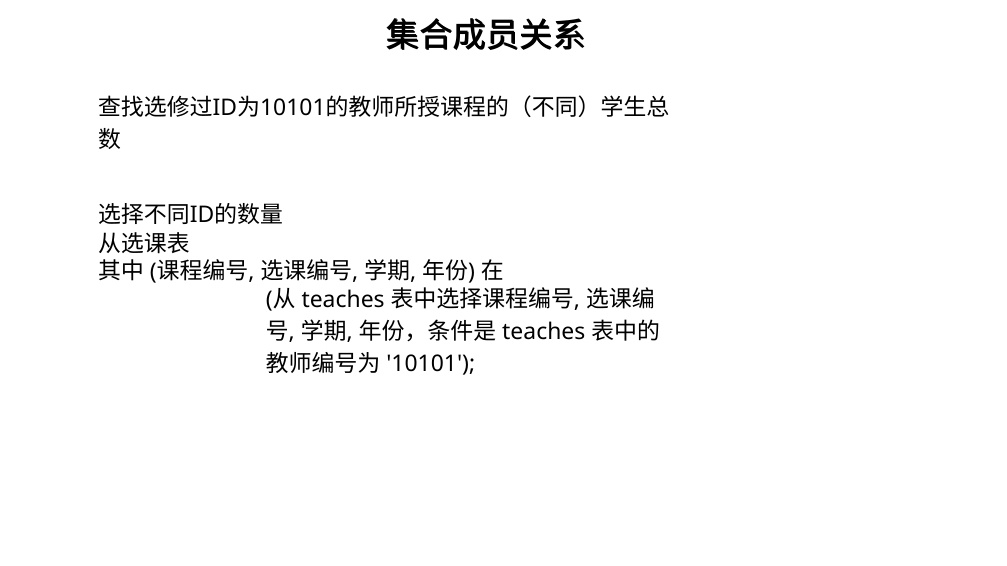 集合成员关系
查找选修过ID为10101的教师所授课程的（不同）学生总
数
选择不同ID的数量
从选课表
其中 (课程编号, 选课编号, 学期, 年份) 在
(从 teaches 表中选择课程编号, 选课编
号, 学期, 年份，条件是 teaches 表中的
教师编号为 '10101');